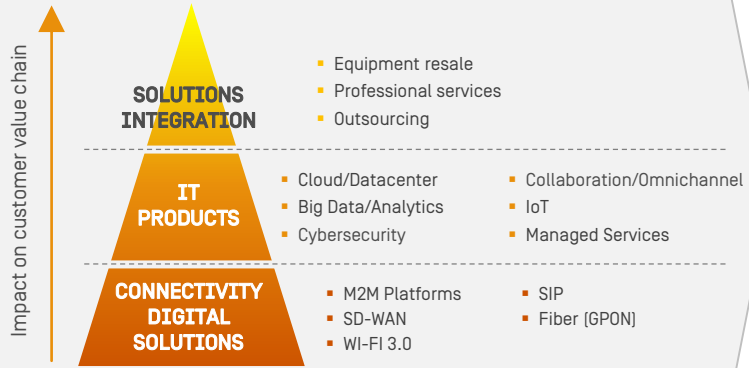 Impact on customer value chain
SOLUTIONS
INTEGRATION
▪ Equipment resale
▪ Professional services
▪ Outsourcing
IT
PRODUCTS
▪ Cloud/Datacenter
▪ Big Data/Analytics
▪ Cybersecurity
▪ Collaboration/Omnichannel
▪ IoT
▪ Managed Services
CONNECTIVITY
DIGITAL
SOLUTIONS
▪ M2M Platforms
▪ SD-WAN
▪ WI-FI 3.0
▪ SIP
▪ Fiber (GPON)